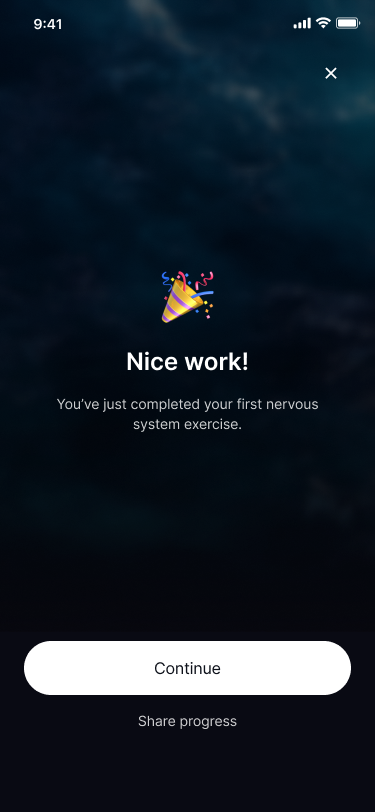 9:41
Nice work!
You’ve just completed your first nervous
system exercise.
Continue
Share progress